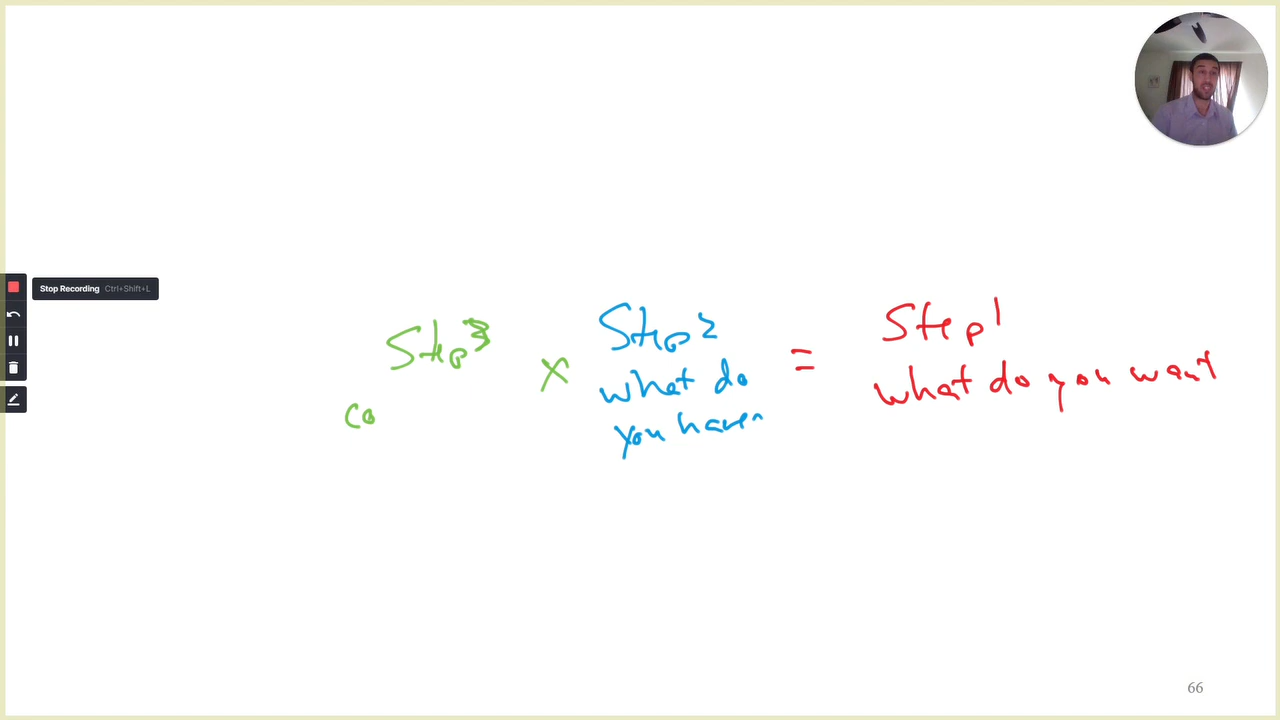 Stop Recording Ctrl+Shift+L
Step 3
co
x
Step 2
what do
you have
=
Step 1
what do you want
66